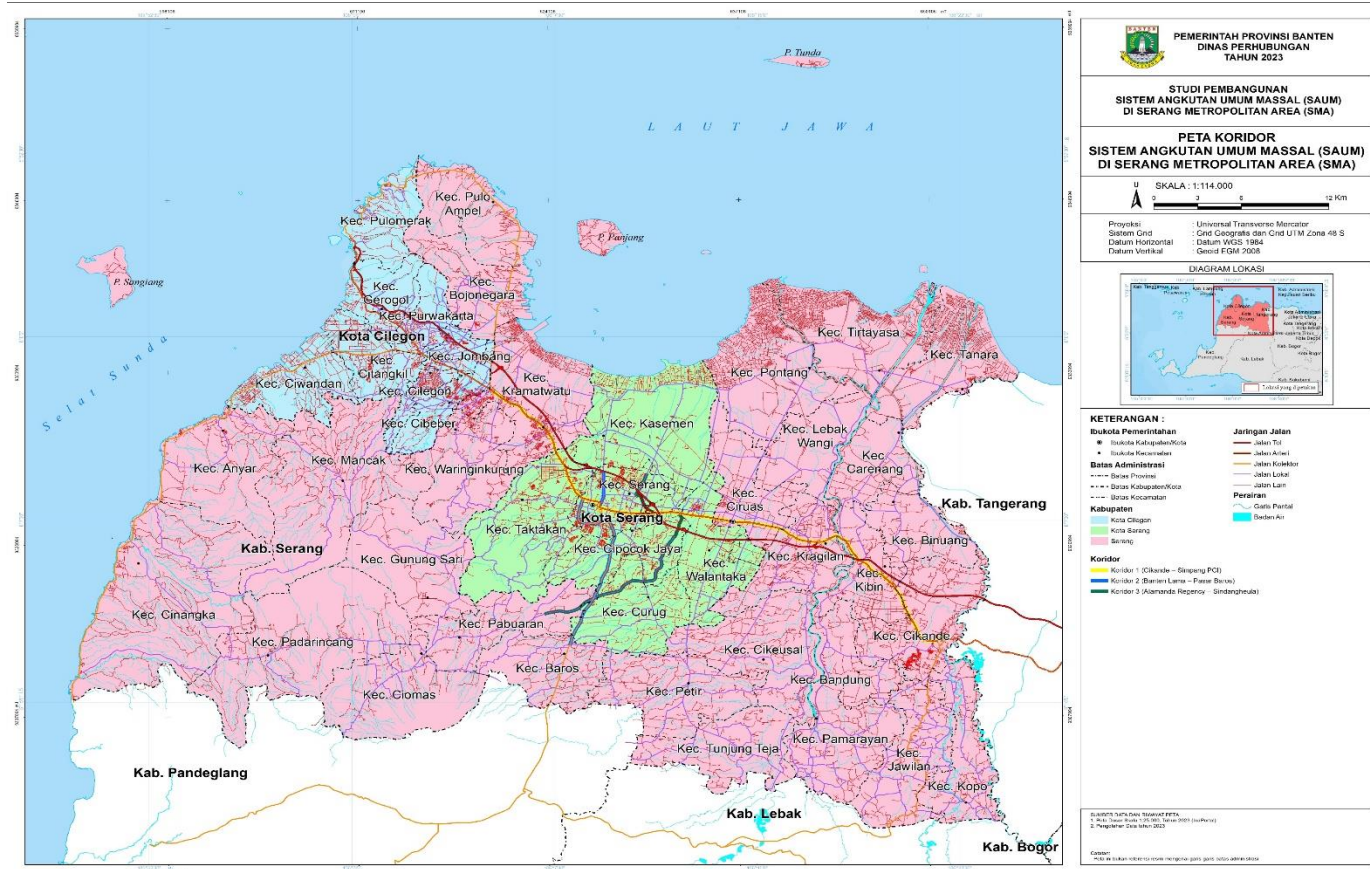 PEMERINTAH PROVINSI BANTEN
DINAS PERHUBUNGAN
TAHUN 2023
STUDI PEMBANGUNAN
SISTEM ANGKUTAN UMUM MASSAL (SAUM)
DI SERANG METROPOLITAN AREA (SMA)
PETA KORIDOR
SISTEM ANGKUTAN UMUM MASSAL (SAUM)
DI SERANG METROPOLITAN AREA (SMA)
U
SKALA : 1:114.000
12 Km
Proyeksi : Universal Transverse Mercator
Sistem Grid : Grid Geografis dan Grid UTM Zona 48 S
Datum Horizontal : Datum WGS 1984
Datum Vertikal : Geoid EGM 2008
DIAGRAM LOKASI
KETERANGAN :
Ibukota Pemerintahan
Ibukota Kabupaten/Kota
Ibukota Kecamatan
Batas Administrasi
Batas Provinsi
Batas Kabupaten/Kota
Batas Kecamatan
Kabupaten
Kota Cilegon
Kota Serang
Serang
Jaringan Jalan
Jalan Tol
Jalan Arteri
Jalan Kolektor
Jalan Lokal
Jalan Lain
Perairan
Garis Pantai
Badan Air
Koridor
Koridor 1 (Cikande – Simpang PCI)
Koridor 2 (Banten Lama – Pasar Baros)
Koridor 3 (Alamanda Regency – Sindangheula)
P. Tunda
LAUT JAWA
Kec. Pulo
Ampel
Kec. Pulomerak
P. Panjang
P. Sangiang
Kec.
Gerogol
Kec.
Bojonegara
Kec. Purwakarta
Kota Cilegon
Kec. Jombang
Kec. Tirtayasa
Kec. Tanara
Kec.
Citangkil
Kec. Pontang
Kec. Ciwandan
Kec. Cilegon
Kec.
Kramatwatu
Selat Sunda
Kec. Cibeber
Kec. Kasemen
Kec. Lebak
Wangi
Kec. Anyar
Kec. Mancak
Kec. Waringinkurung
Kec.
Carenang
Kec. Serang
Kec.
Ciruas
Kab. Tangerang
Kota Serang
Kec. Taktakan
Kec. Binuang
Kab. Serang
Kec. Cipocok Jaya
Kec. Kragilan
Kec. Gunung Sari
Kec.
Walantaka
Kec.
Kibin
Kec. Cinangka
Kec. Curug
Kec. Pabuaran
Kec. Cikande
Kec. Padarincang
Kec. Baros
Kec. Cikeusal
Kec. Ciomas
Kec. Petir
Kec. Bandung
Kec. Pamarayan
Kec. Tunjung Teja
Kec.
Jawilan
Kab. Pandeglang
Kec. Kopo
Kab. Lebak
Kab. Bogor